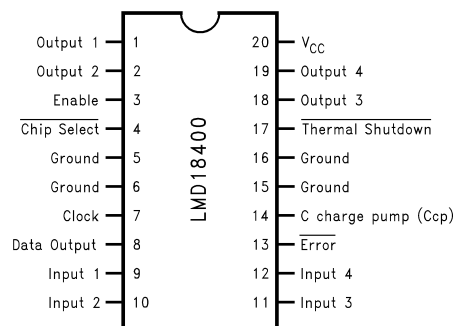 Output 1 1 20 VCC
Output 2 2 19 Output 4
Enable 3 18 Output 3
Chip Select 4 17 Thermal Shutdown
Ground 5 16 Ground
Ground 6 15 Ground
Clock 7 14 C charge pump (Ccp)
Data Output 8 13 Error
Input 1 9 12 Input 4
Input 2 10 11 Input 3
LMD18400